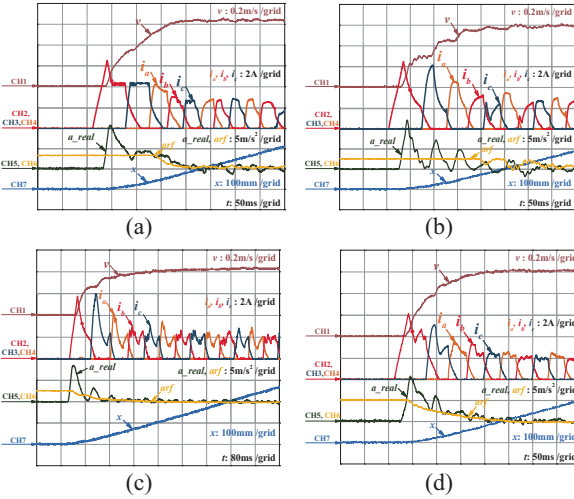 v
v : 0.2m/s /grid
CH1
i_a
i_b
i_c
i_a, i_b, i_c : 2A /grid
CH2,
CH3,CH4
a_real
a_real, arf : 5m/s² /grid
arf
CH5, CH6
x
CH7
x: 100mm/grid
t: 50ms/grid
(a)
v
v : 0.2m/s /grid
CH1
i_a
i_b
i_c
i_a, i_b, i_c : 2A /grid
CH2,
CH3,CH4
a_real
a_real, arf : 5m/s² /grid
arf
CH5, CH6
x
CH7
x: 100mm/grid
t: 50ms/grid
(b)
v : 0.2m/s /grid
v
CH1
i_a
i_b
i_c
i_a, i_b, i_c : 2A /grid
CH2,
CH3,CH4
a_real
a_real, arf : 5m/s² /grid
arf
CH5,CH6
x
x: 100mm/grid
CH7
t: 80ms/grid
(c)
v
v : 0.2m/s /grid
CH1
i_a
i_b
i_c
i_a, i_b, i_c : 2A /grid
CH2,
CH3,CH4
a_real
a_real, arf : 5m/s² /grid
arf
CH5, CH6
x
CH7
x: 100mm/grid
t: 50ms/grid
(d)